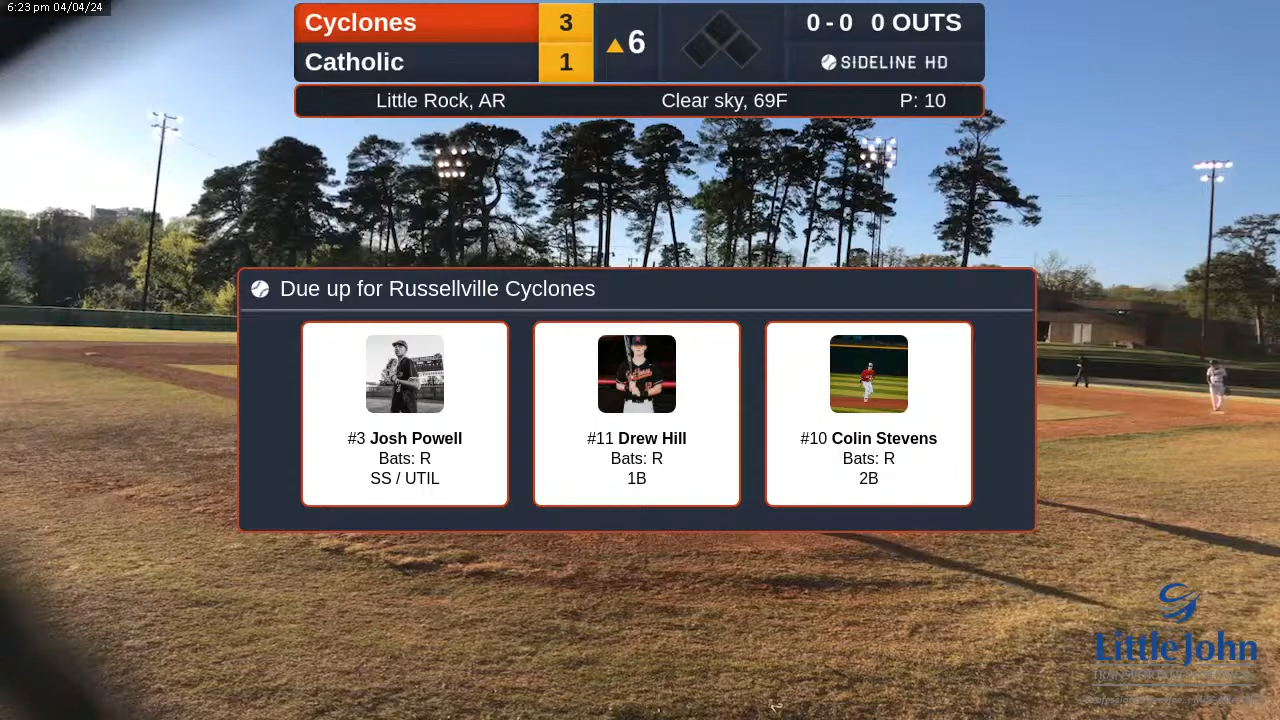 6:23 pm 04/04/24
Cyclones 3
Catholic 1
▲6
0 - 0 0 OUTS
SIDELINE HD
Little Rock, AR Clear sky, 69F P: 10
Due up for Russellville Cyclones
#3 Josh Powell
Bats: R
SS / UTIL
#11 Drew Hill
Bats: R
1B
#10 Colin Stevens
Bats: R
2B
LittleJohn